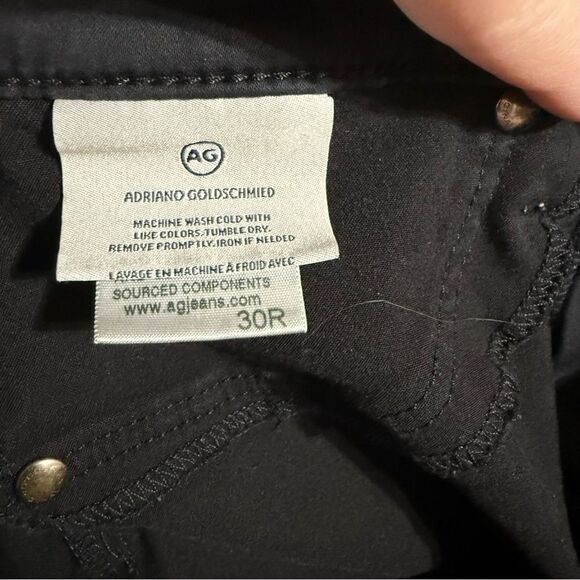 AG
ADRIANO GOLDSCHMIED
MACHINE WASH COLD WITH
LIKE COLORS.TUMBLE DRY.
REMOVE PROMPTLY.IRON IF NEEDED
LAVAGE EN MACHINE À FROID AVEC
SOURCED COMPONENTS
www.agjeans.com
30R